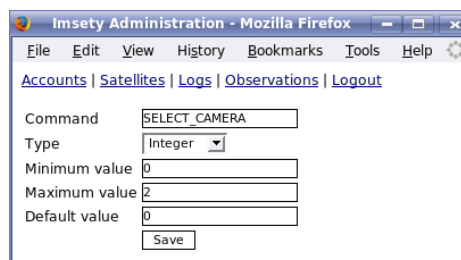 Imsety Administration - Mozilla Firefox
File Edit View History Bookmarks Tools Help
Accounts | Satellites | Logs | Observations | Logout
Command SELECT_CAMERA
Type Integer
Minimum value 0
Maximum value 2
Default value 0
Save